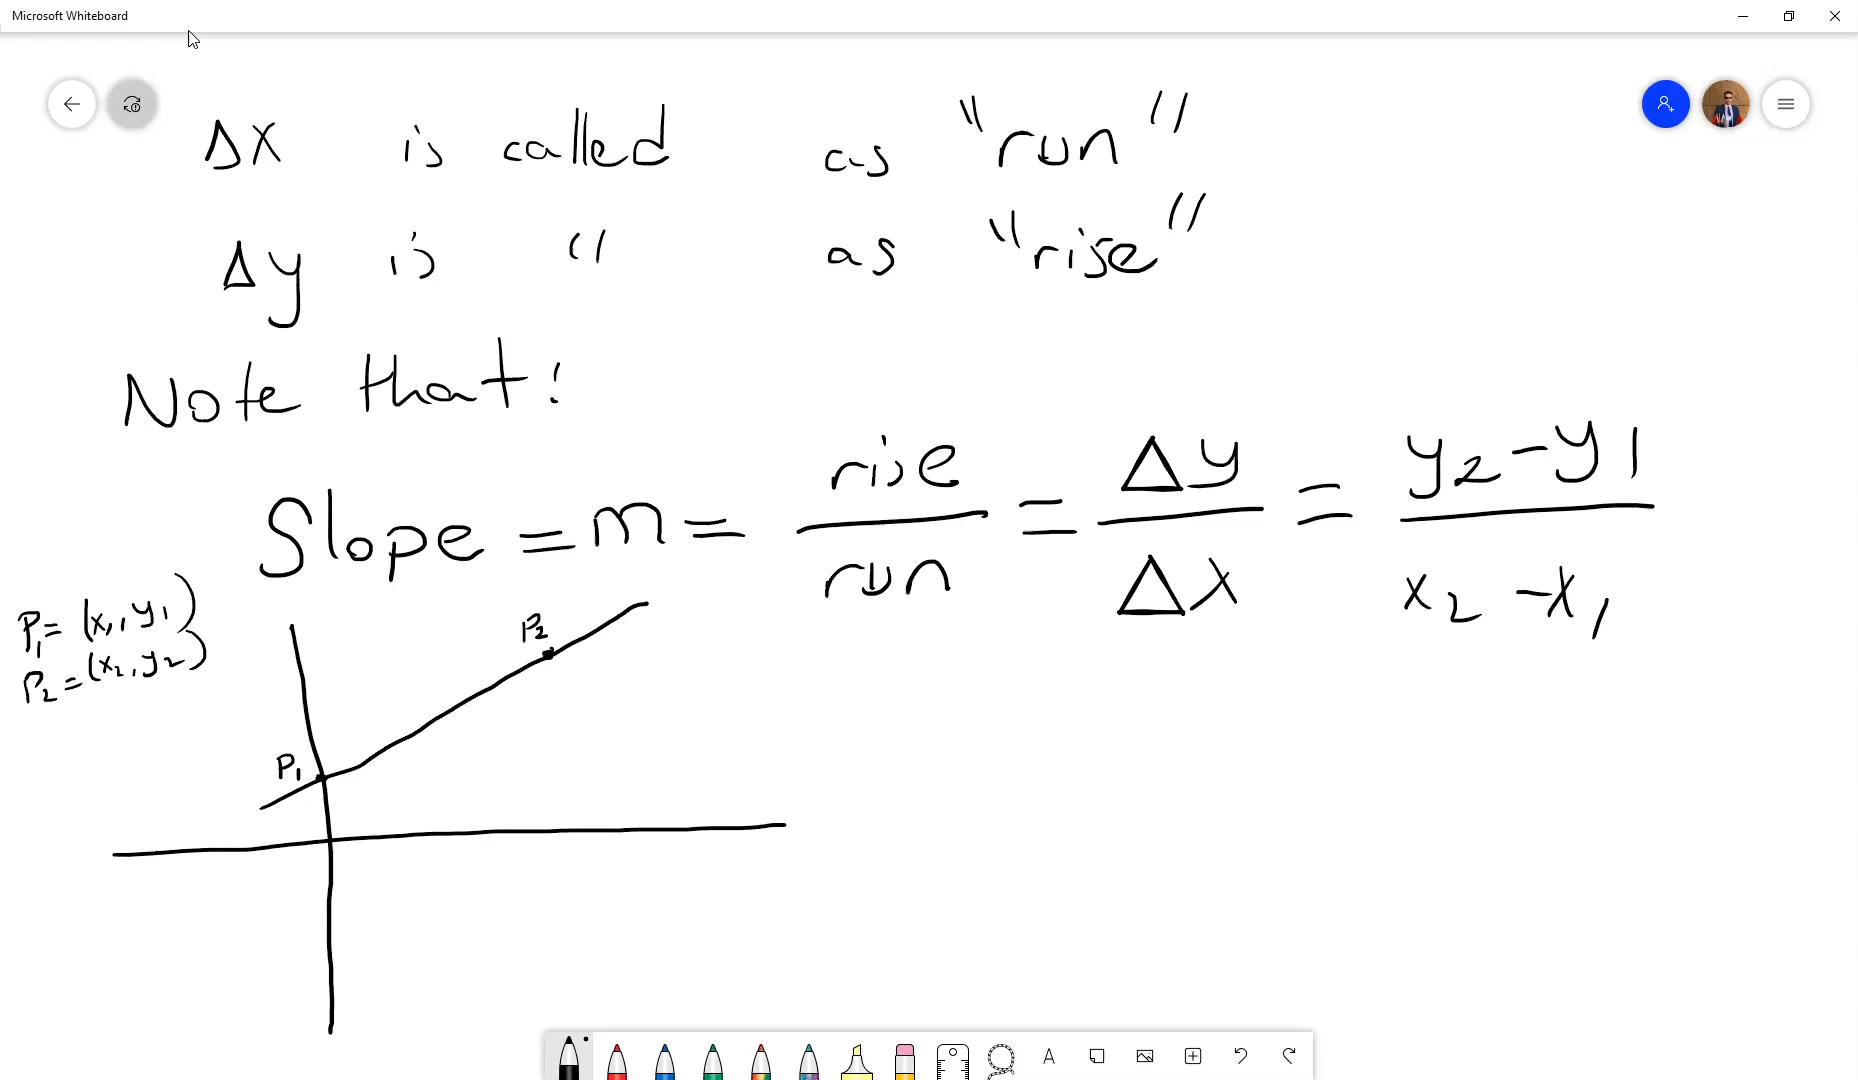 Microsoft Whiteboard
Δx is called as "run"
Δy is " as "rise"
Note that:
Slope = m = rise/run = Δy/Δx = y2-y1/x2-x1
P1 = (x1, y1)
P2 = (x2, y2)
P2
P1
A